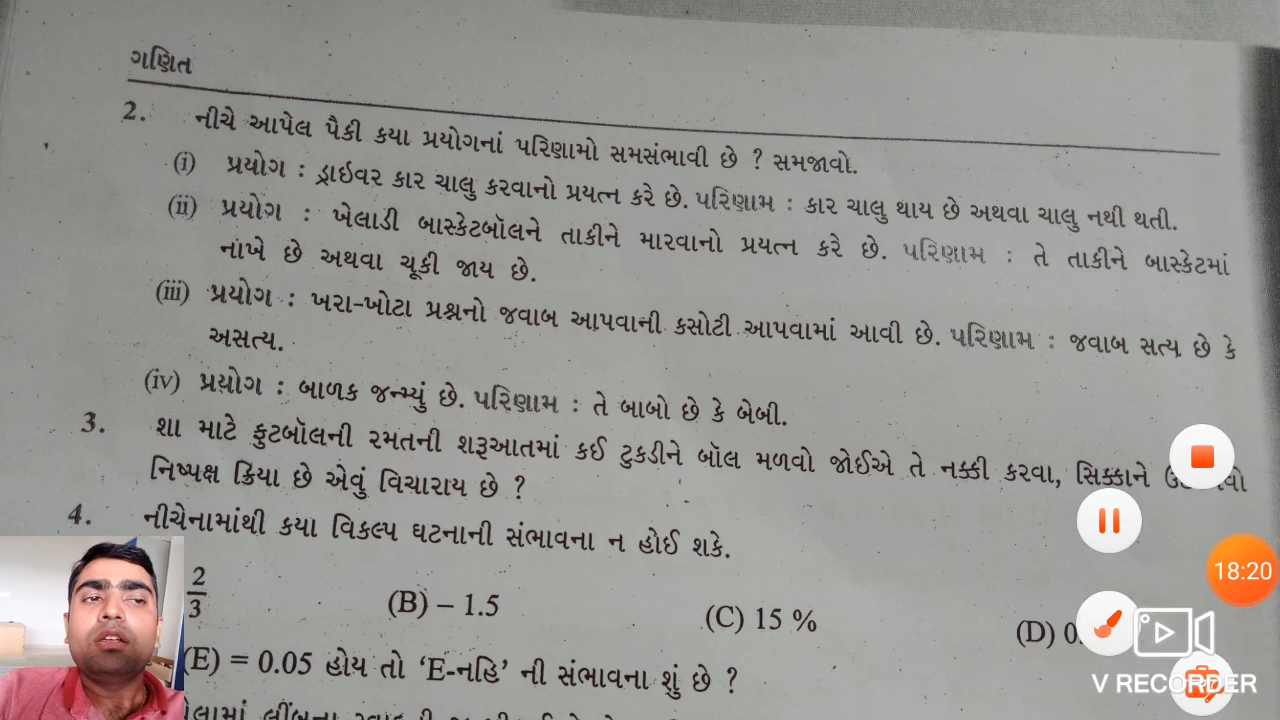 ગણિત
2. નીચે આપેલ પૈકી કયા પ્રયોગનાં પરિણામો સમસંભાવી છે ? સમજાવો.
(i) પ્રયોગ : ડ્રાઇવર કાર ચાલુ કરવાનો પ્રયત્ન કરે છે. પરિણામ : કાર ચાલુ થાય છે અથવા ચાલુ નથી થતી.
(ii) પ્રયોગ : ખેલાડી બાસ્કેટબૉલને તાકીને મારવાનો પ્રયત્ન કરે છે. પરિણામ : તે તાકીને બાસ્કેટમાં
નાખે છે અથવા ચૂકી જાય છે.
(iii) પ્રયોગ : ખરા-ખોટા પ્રશ્નનો જવાબ આપવાની કસોટી આપવામાં આવી છે. પરિણામ : જવાબ સત્ય છે કે
અસત્ય.
(iv) પ્રયોગ : બાળક જન્મ્યું છે. પરિણામ : તે બાબો છે કે બેબી.
3. શા માટે ફુટબૉલની રમતની શરૂઆતમાં કઈ ટુકડીને બૉલ મળવો જોઈએ તે નક્કી કરવા, સિક્કાને
નિષ્પક્ષ ક્રિયા છે એવું વિચારાય છે ?
4. નીચેનામાંથી કયા વિકલ્પ ઘટનાની સંભાવના ન હોઈ શકે.
2/3 (B) – 1.5 (C) 15 % (D) 0.
(E) = 0.05 હોય તો ‘E-નહિ’ ની સંભાવના શું છે ?
18:20
V RECORDER